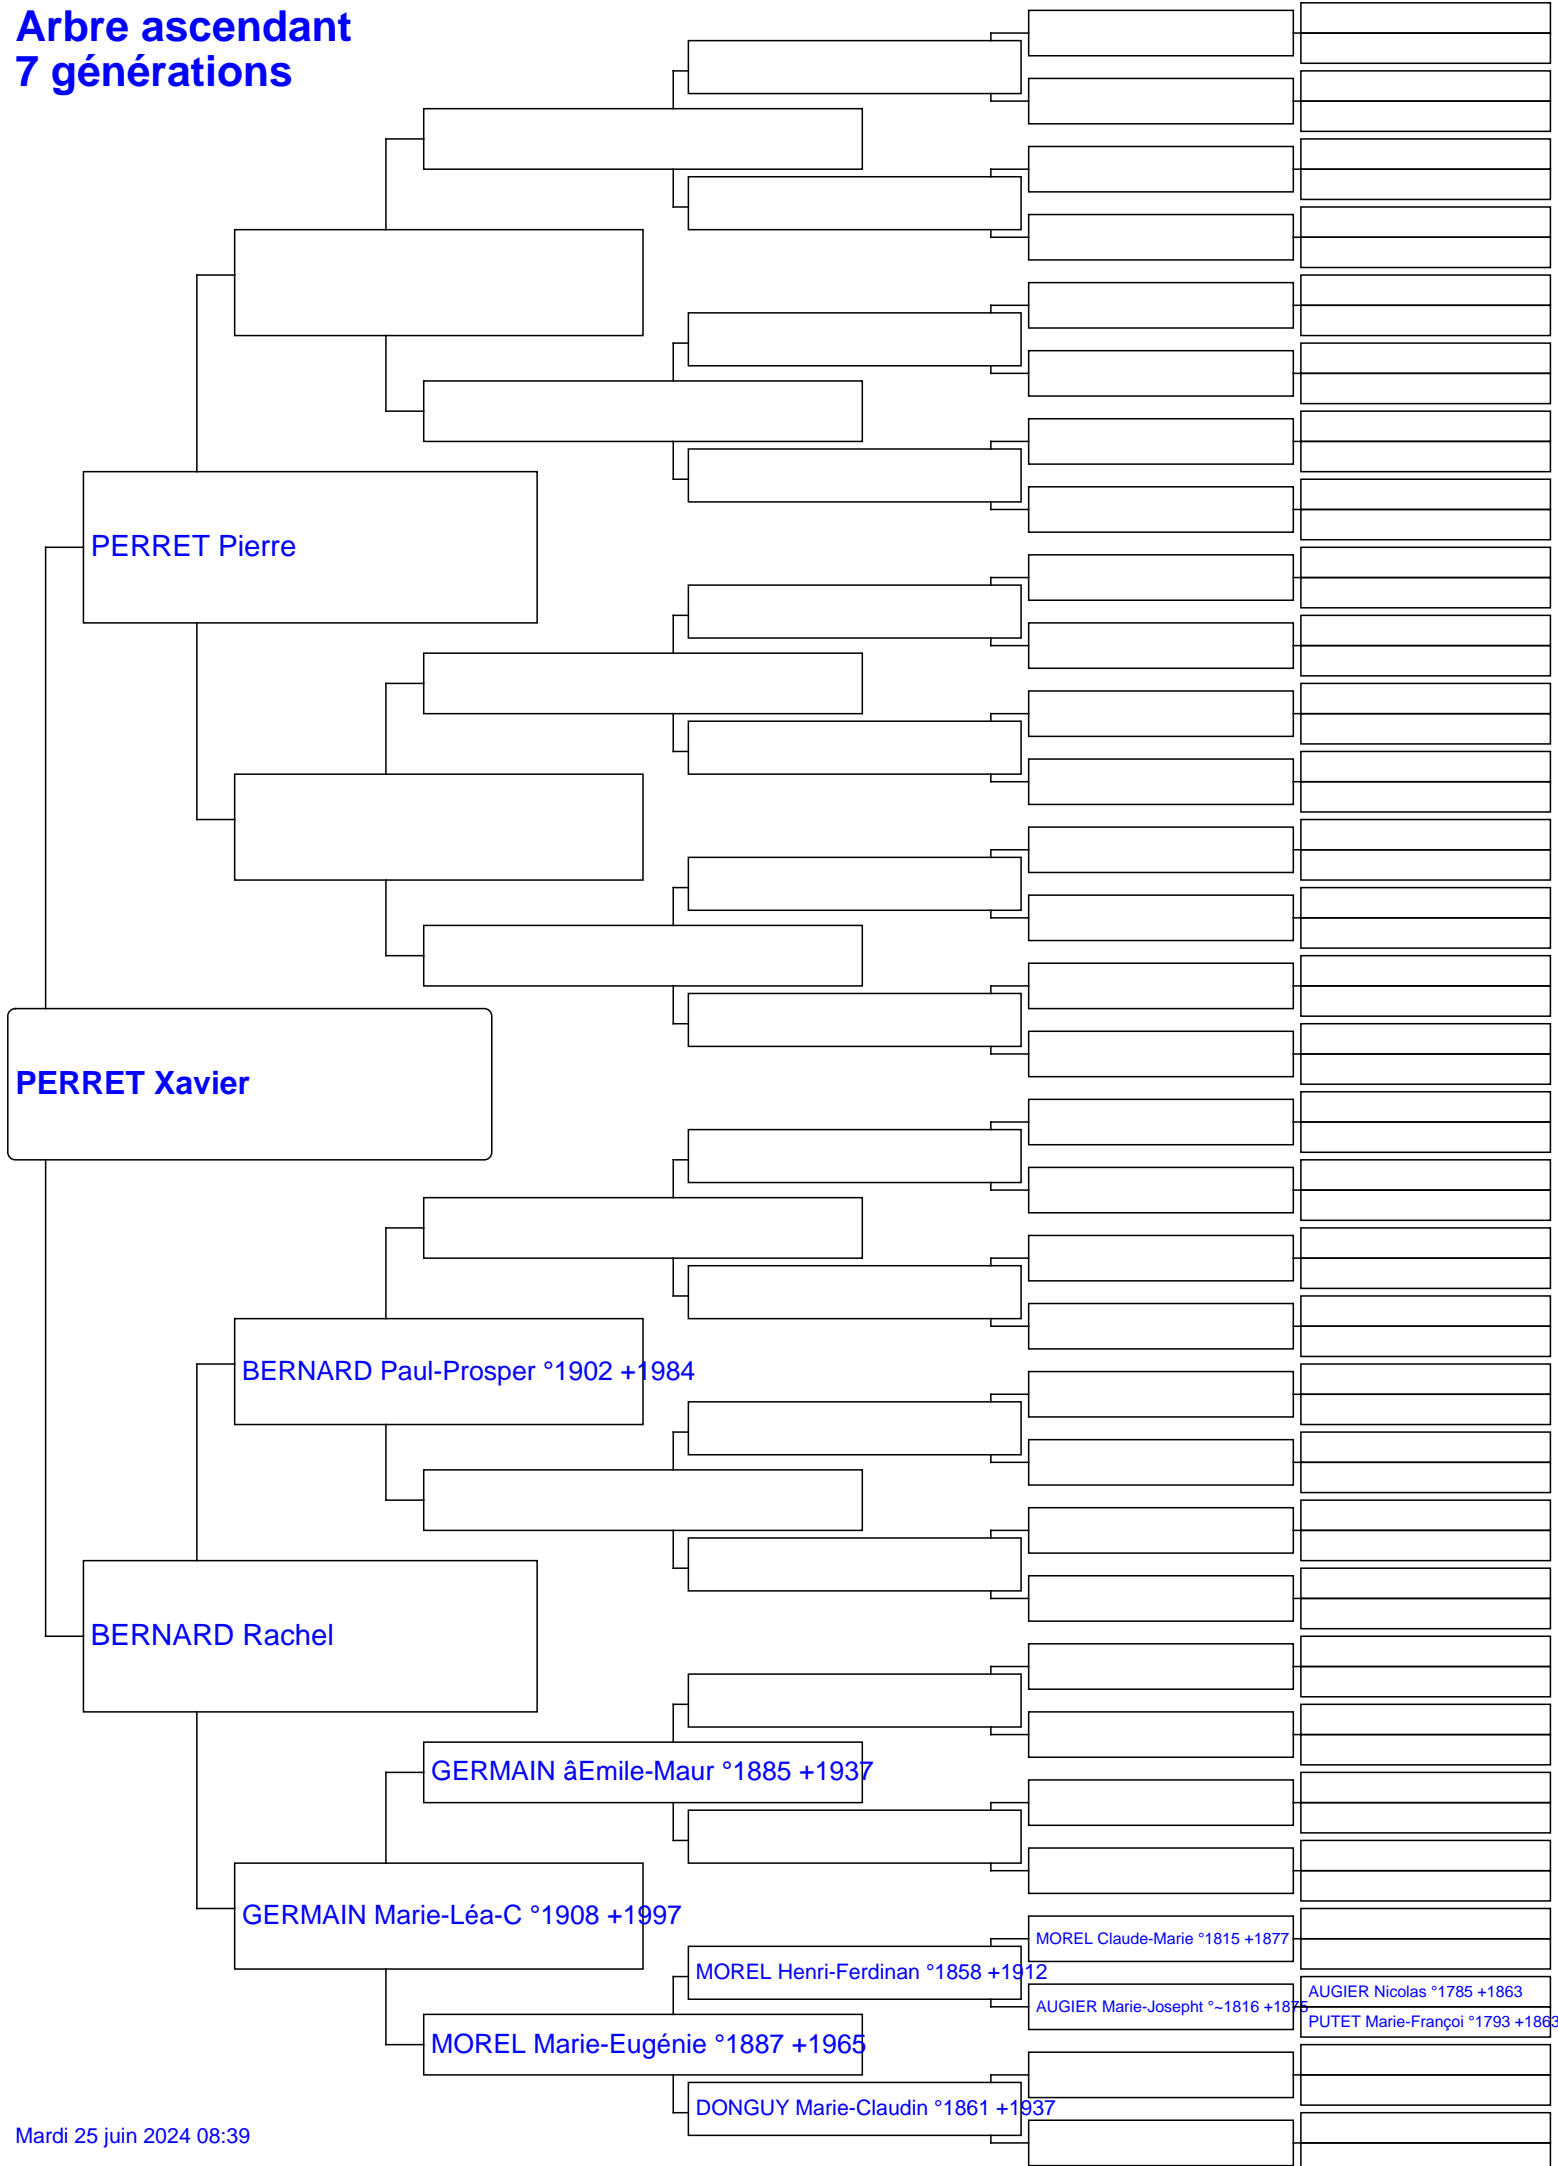 Arbre ascendant
7 générations
PERRET Pierre
PERRET Xavier
BERNARD Paul-Prosper °1902 +1984
BERNARD Rachel
GERMAIN âEmile-Maur °1885 +1937
GERMAIN Marie-Léa-C °1908 +1997
MOREL Claude-Marie °1815 +1877
MOREL Henri-Ferdinan °1858 +1912
AUGIER Marie-Josepht °~1816 +1875
AUGIER Nicolas °1785 +1863
PUTET Marie-Françoi °1793 +1863
MOREL Marie-Eugénie °1887 +1965
DONGUY Marie-Claudin °1861 +1937
Mardi 25 juin 2024 08:39